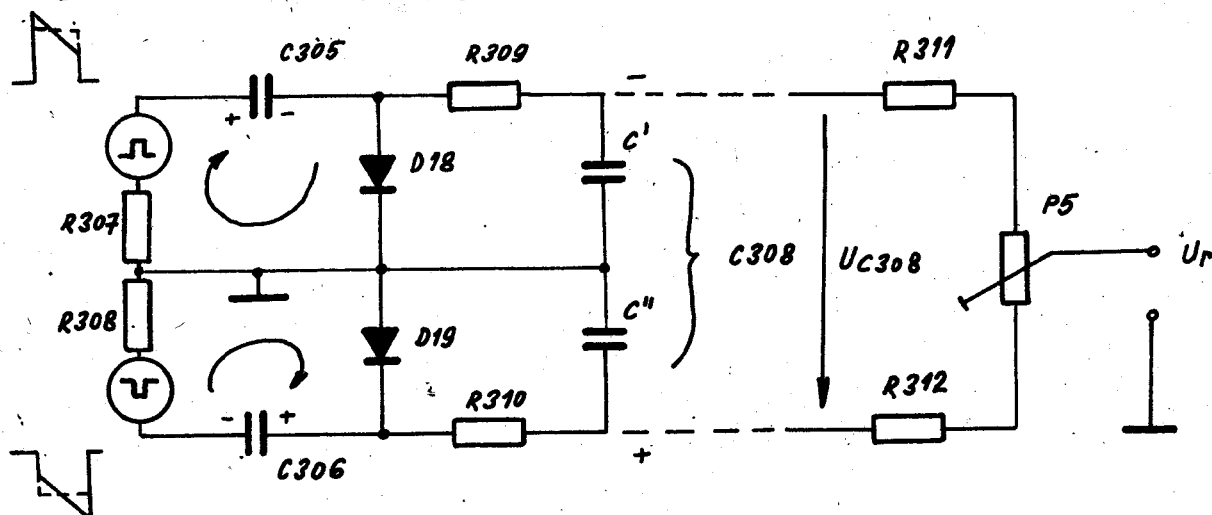 C305
R309
R311
-
+ -
C'
D18
R307
P5
C308
UC308
Ur
R308
C"
D19
- +
R310
R312
C306
+